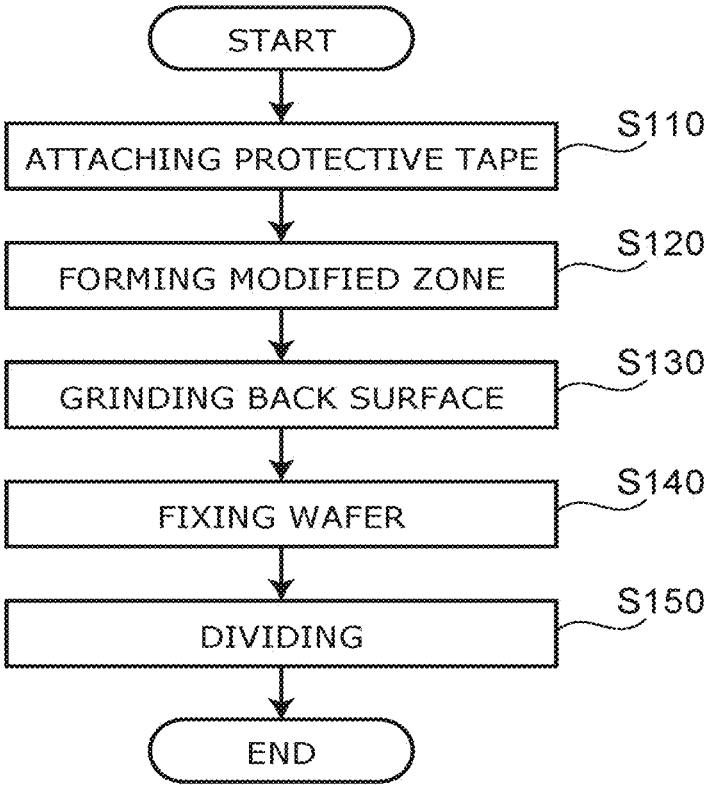 START
S110
ATTACHING PROTECTIVE TAPE
S120
FORMING MODIFIED ZONE
S130
GRINDING BACK SURFACE
S140
FIXING WAFER
S150
DIVIDING
END